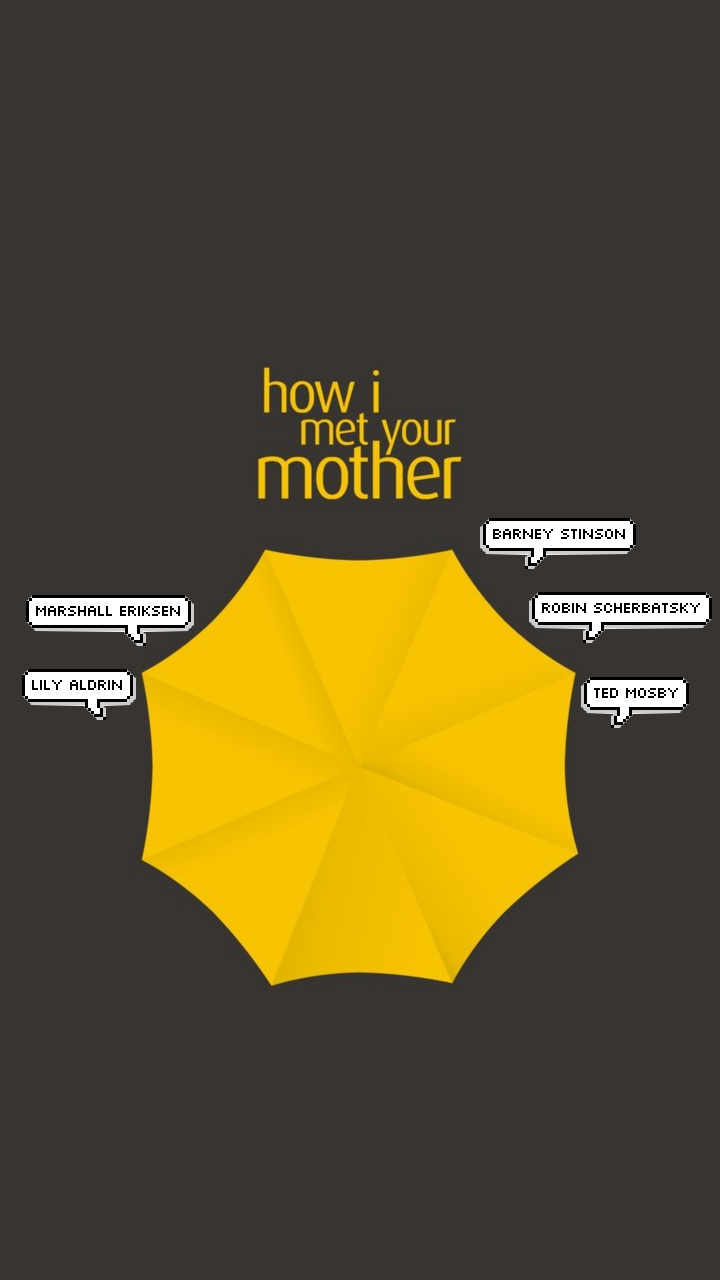 how i
met your
mother
BARNEY STINSON
MARSHALL ERIKSEN
ROBIN SCHERBATSKY
LILY ALDRIN
TED MOSBY